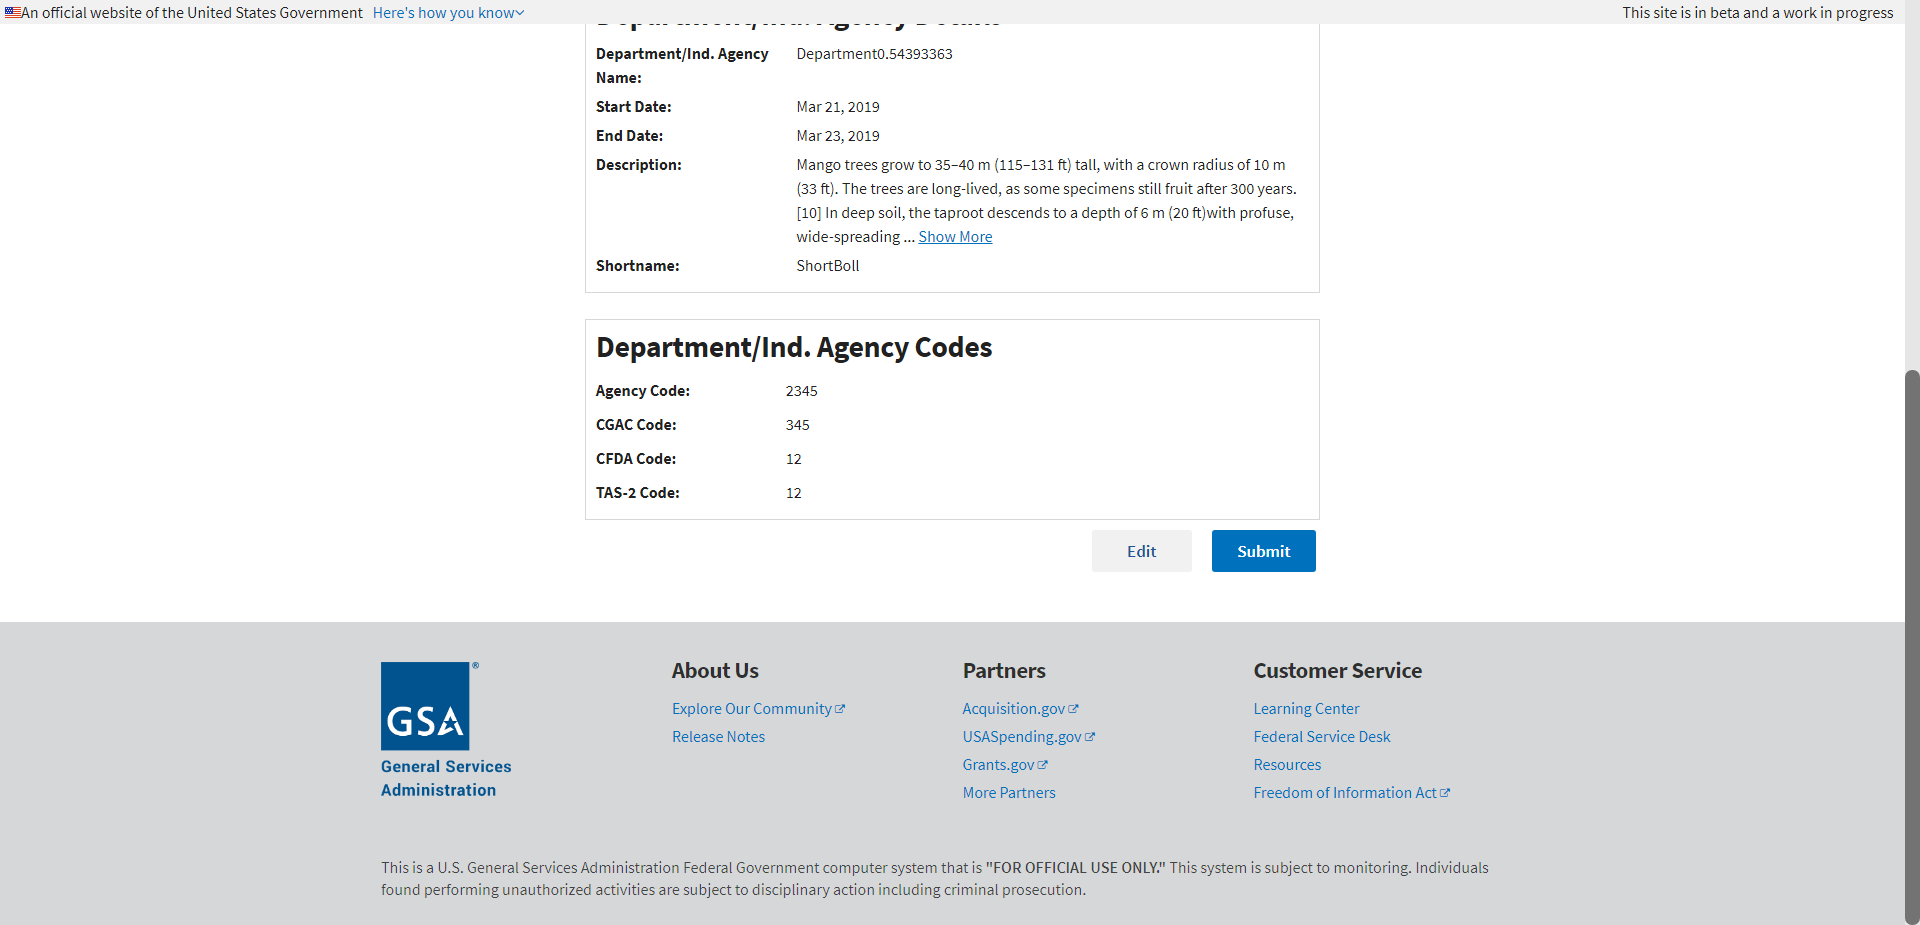 An official website of the United States Government Here's how you know
This site is in beta and a work in progress
Department/Ind. Agency Details
Department/Ind. Agency Name: Department0.54393363
Start Date: Mar 21, 2019
End Date: Mar 23, 2019
Description: Mango trees grow to 35–40 m (115–131 ft) tall, with a crown radius of 10 m
(33 ft). The trees are long-lived, as some specimens still fruit after 300 years.
[10] In deep soil, the taproot descends to a depth of 6 m (20 ft)with profuse,
wide-spreading ... Show More
Shortname: ShortBoll
Department/Ind. Agency Codes
Agency Code: 2345
CGAC Code: 345
CFDA Code: 12
TAS-2 Code: 12
Edit
Submit
GSA ®
General Services
Administration
About Us
Explore Our Community
Release Notes
Partners
Acquisition.gov
USASpending.gov
Grants.gov
More Partners
Customer Service
Learning Center
Federal Service Desk
Resources
Freedom of Information Act
This is a U.S. General Services Administration Federal Government computer system that is "FOR OFFICIAL USE ONLY." This system is subject to monitoring. Individuals
found performing unauthorized activities are subject to disciplinary action including criminal prosecution.